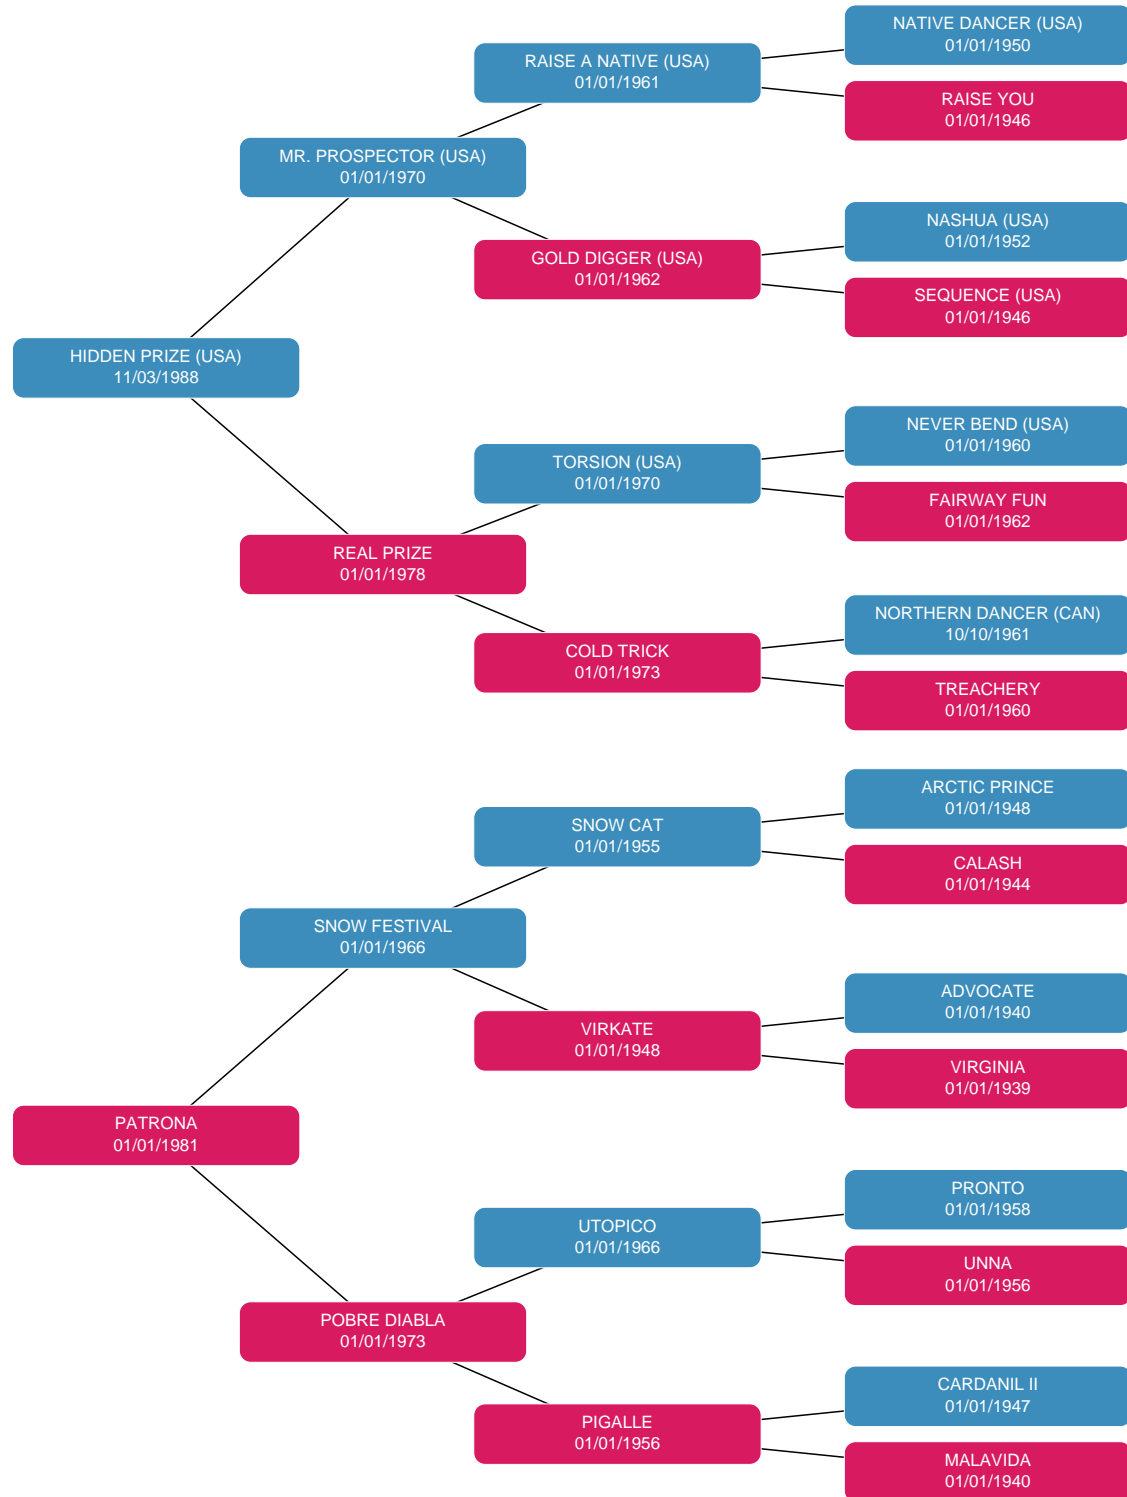 NATIVE DANCER (USA)
01/01/1950
RAISE A NATIVE (USA)
01/01/1961
RAISE YOU
01/01/1946
MR. PROSPECTOR (USA)
01/01/1970
NASHUA (USA)
01/01/1952
GOLD DIGGER (USA)
01/01/1962
SEQUENCE (USA)
01/01/1946
HIDDEN PRIZE (USA)
11/03/1988
NEVER BEND (USA)
01/01/1960
TORSION (USA)
01/01/1970
FAIRWAY FUN
01/01/1962
REAL PRIZE
01/01/1978
NORTHERN DANCER (CAN)
10/10/1961
COLD TRICK
01/01/1973
TREACHERY
01/01/1960
ARCTIC PRINCE
01/01/1948
SNOW CAT
01/01/1955
CALASH
01/01/1944
SNOW FESTIVAL
01/01/1966
ADVOCATE
01/01/1940
VIRKATE
01/01/1948
VIRGINIA
01/01/1939
PATRONA
01/01/1981
PRONTO
01/01/1958
UTOPICO
01/01/1966
UNNA
01/01/1956
POBRE DIABLA
01/01/1973
CARDANIL II
01/01/1947
PIGALLE
01/01/1956
MALAVIDA
01/01/1940